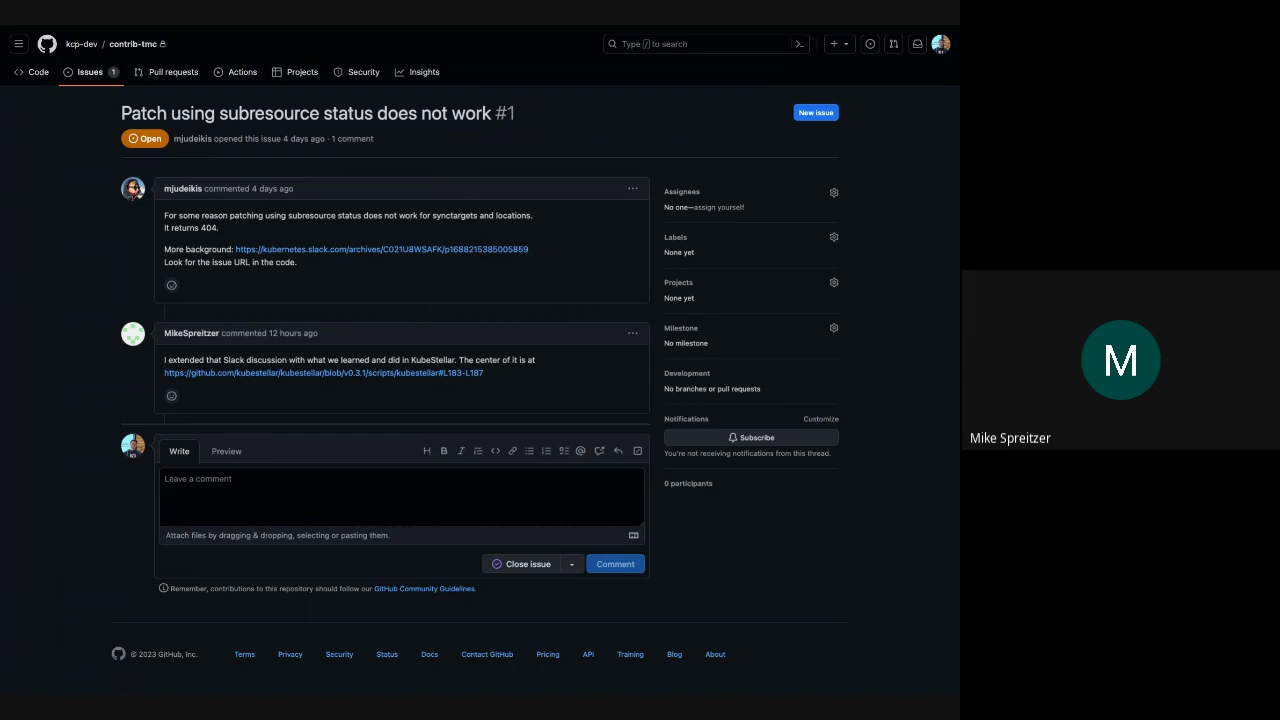 kcp-dev / contrib-tmc
Type / to search
Code
Issues 1
Pull requests
Actions
Projects
Security
Insights
Patch using subresource status does not work #1
New issue
Open
mjudeikis opened this issue 4 days ago · 1 comment
mjudeikis commented 4 days ago
For some reason patching using subresource status does not work for synctargets and locations.
It returns 404.
More background: https://kubernetes.slack.com/archives/C021U8WSAFK/p1688215385005859
Look for the issue URL in the code.
MikeSpreitzer commented 12 hours ago
I extended that Slack discussion with what we learned and did in KubeStellar. The center of it is at
https://github.com/kubestellar/kubestellar/blob/v0.3.1/scripts/kubestellar#L183-L187
Write
Preview
Leave a comment
Attach files by dragging & dropping, selecting or pasting them.
Close issue
Comment
Remember, contributions to this repository should follow our GitHub Community Guidelines.
Assignees
No one—assign yourself
Labels
None yet
Projects
None yet
Milestone
No milestone
Development
No branches or pull requests
Notifications
Customize
Subscribe
You're not receiving notifications from this thread.
0 participants
© 2023 GitHub, Inc.
Terms
Privacy
Security
Status
Docs
Contact GitHub
Pricing
API
Training
Blog
About
M
Mike Spreitzer